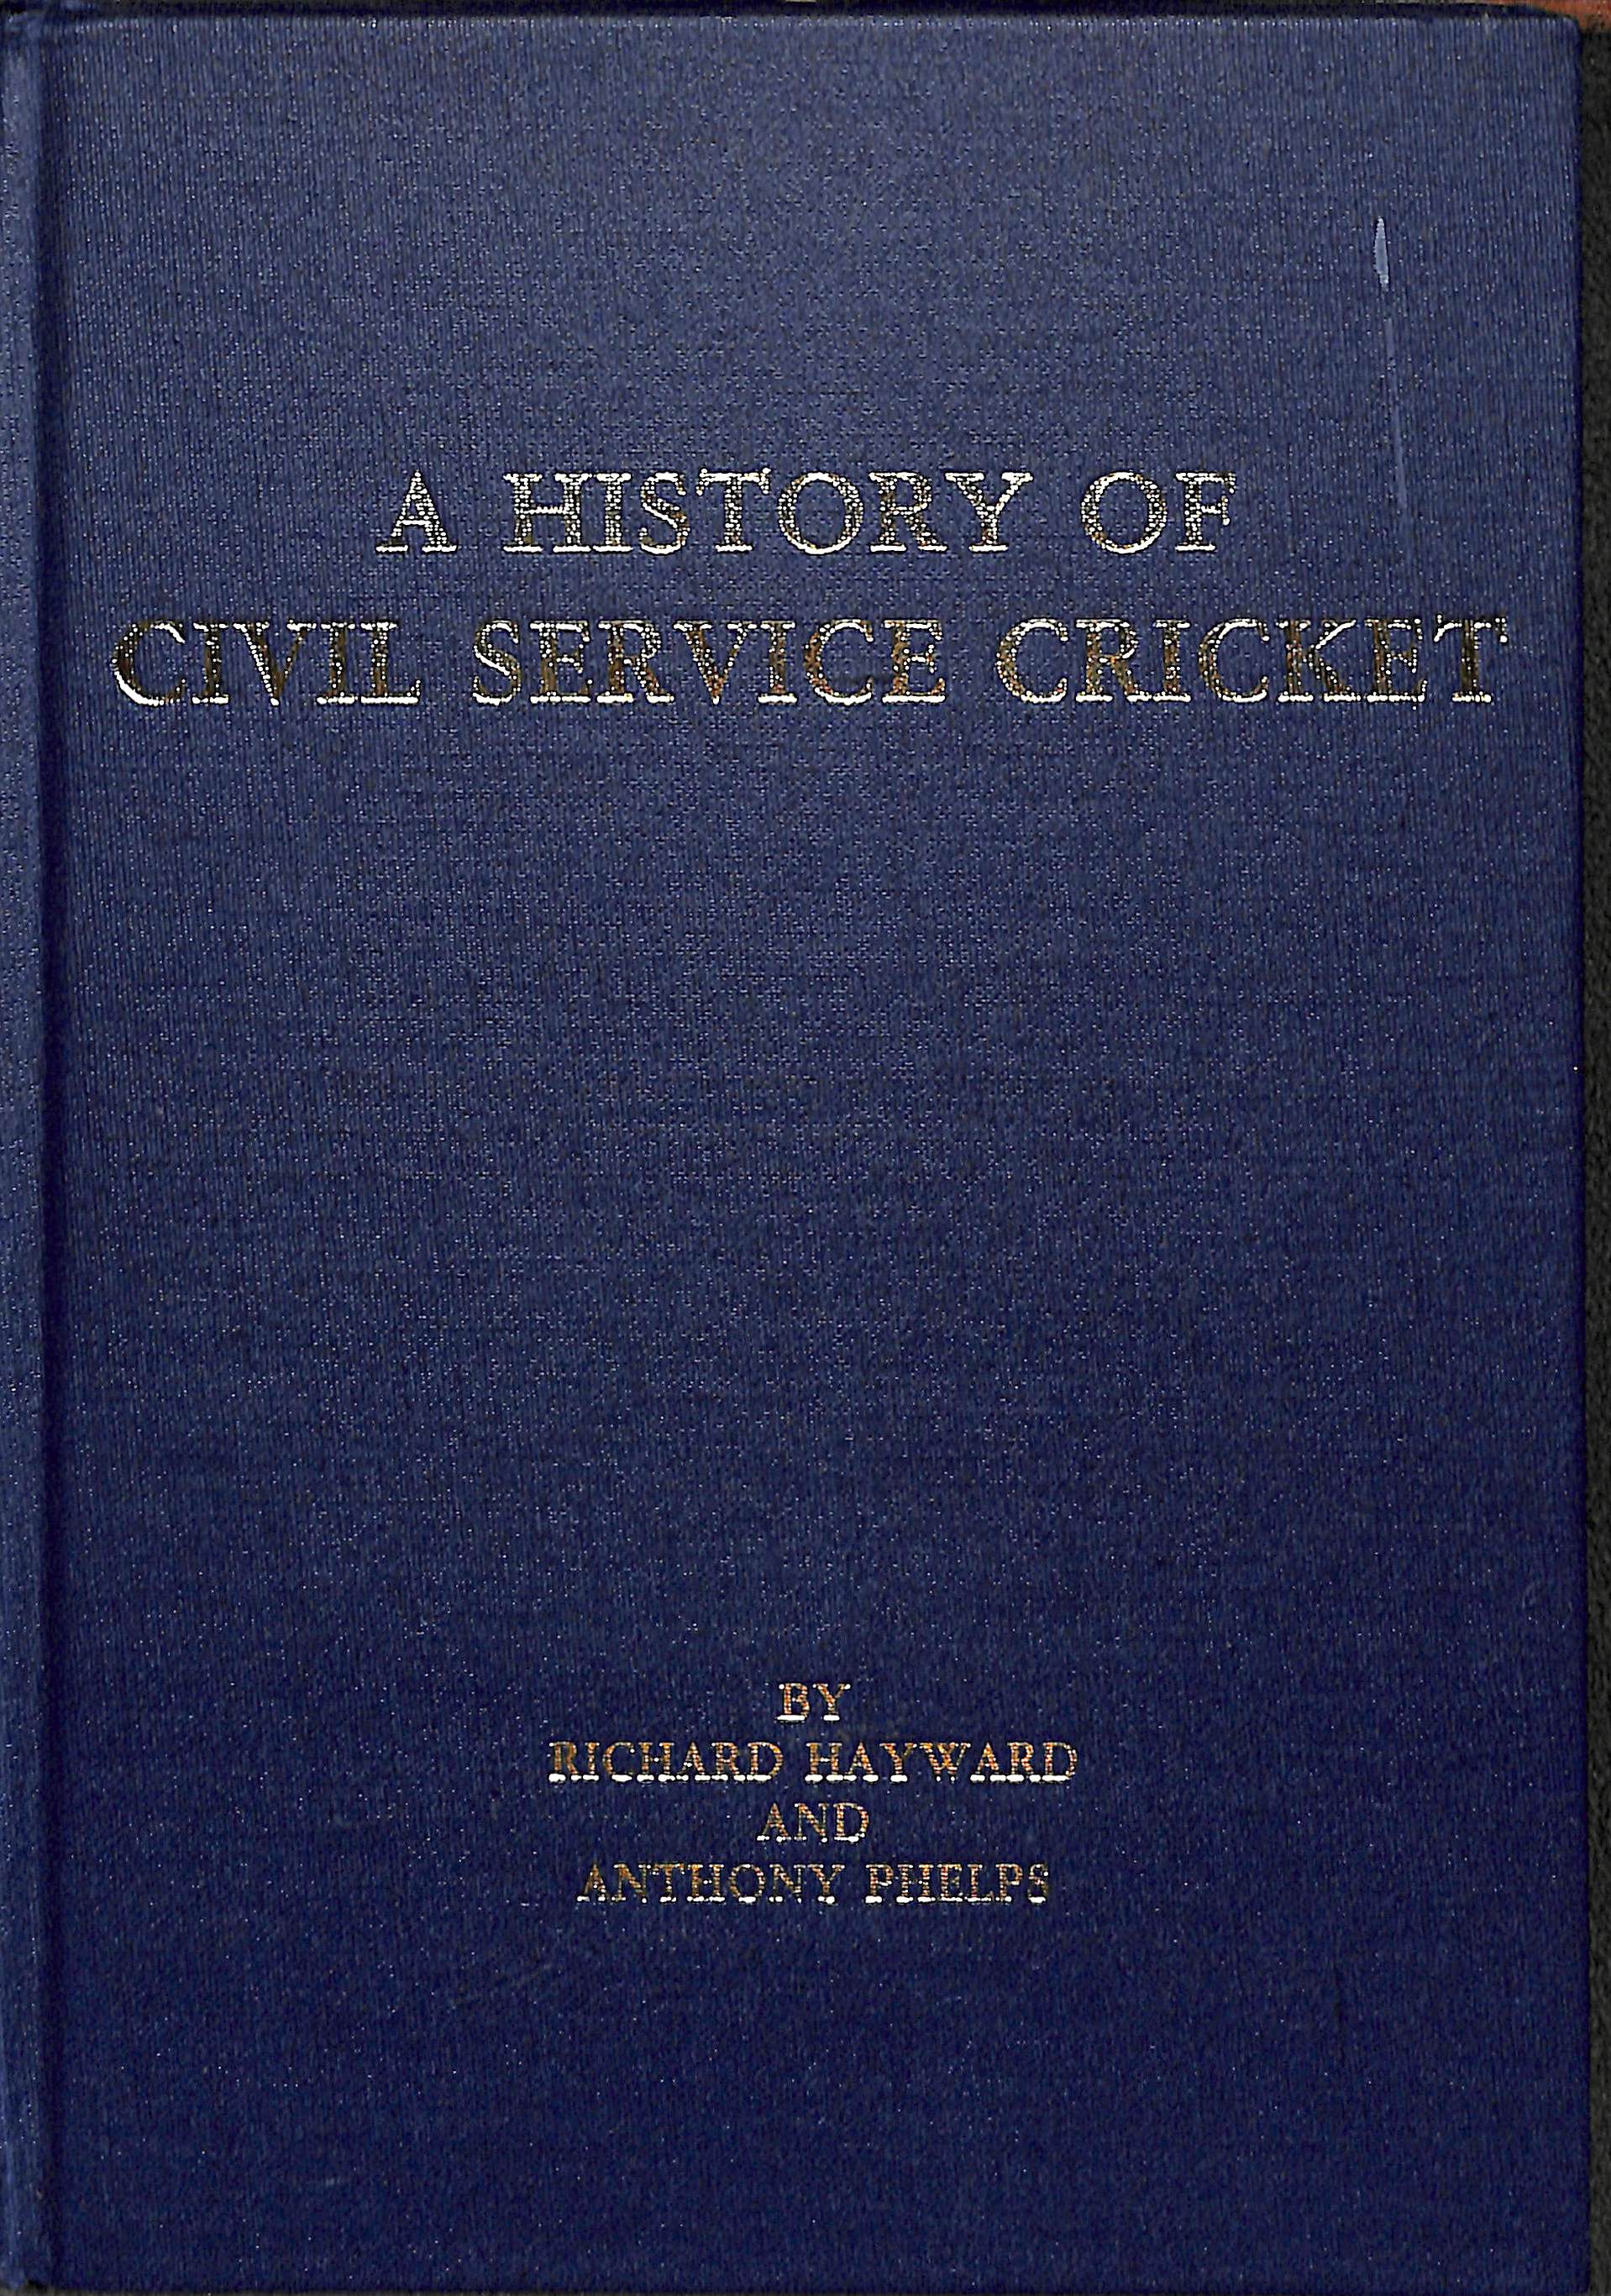 A HISTORY OF
CIVIL SERVICE CRICKET
BY
RICHARD HAYWARD
AND
ANTHONY PHELPS